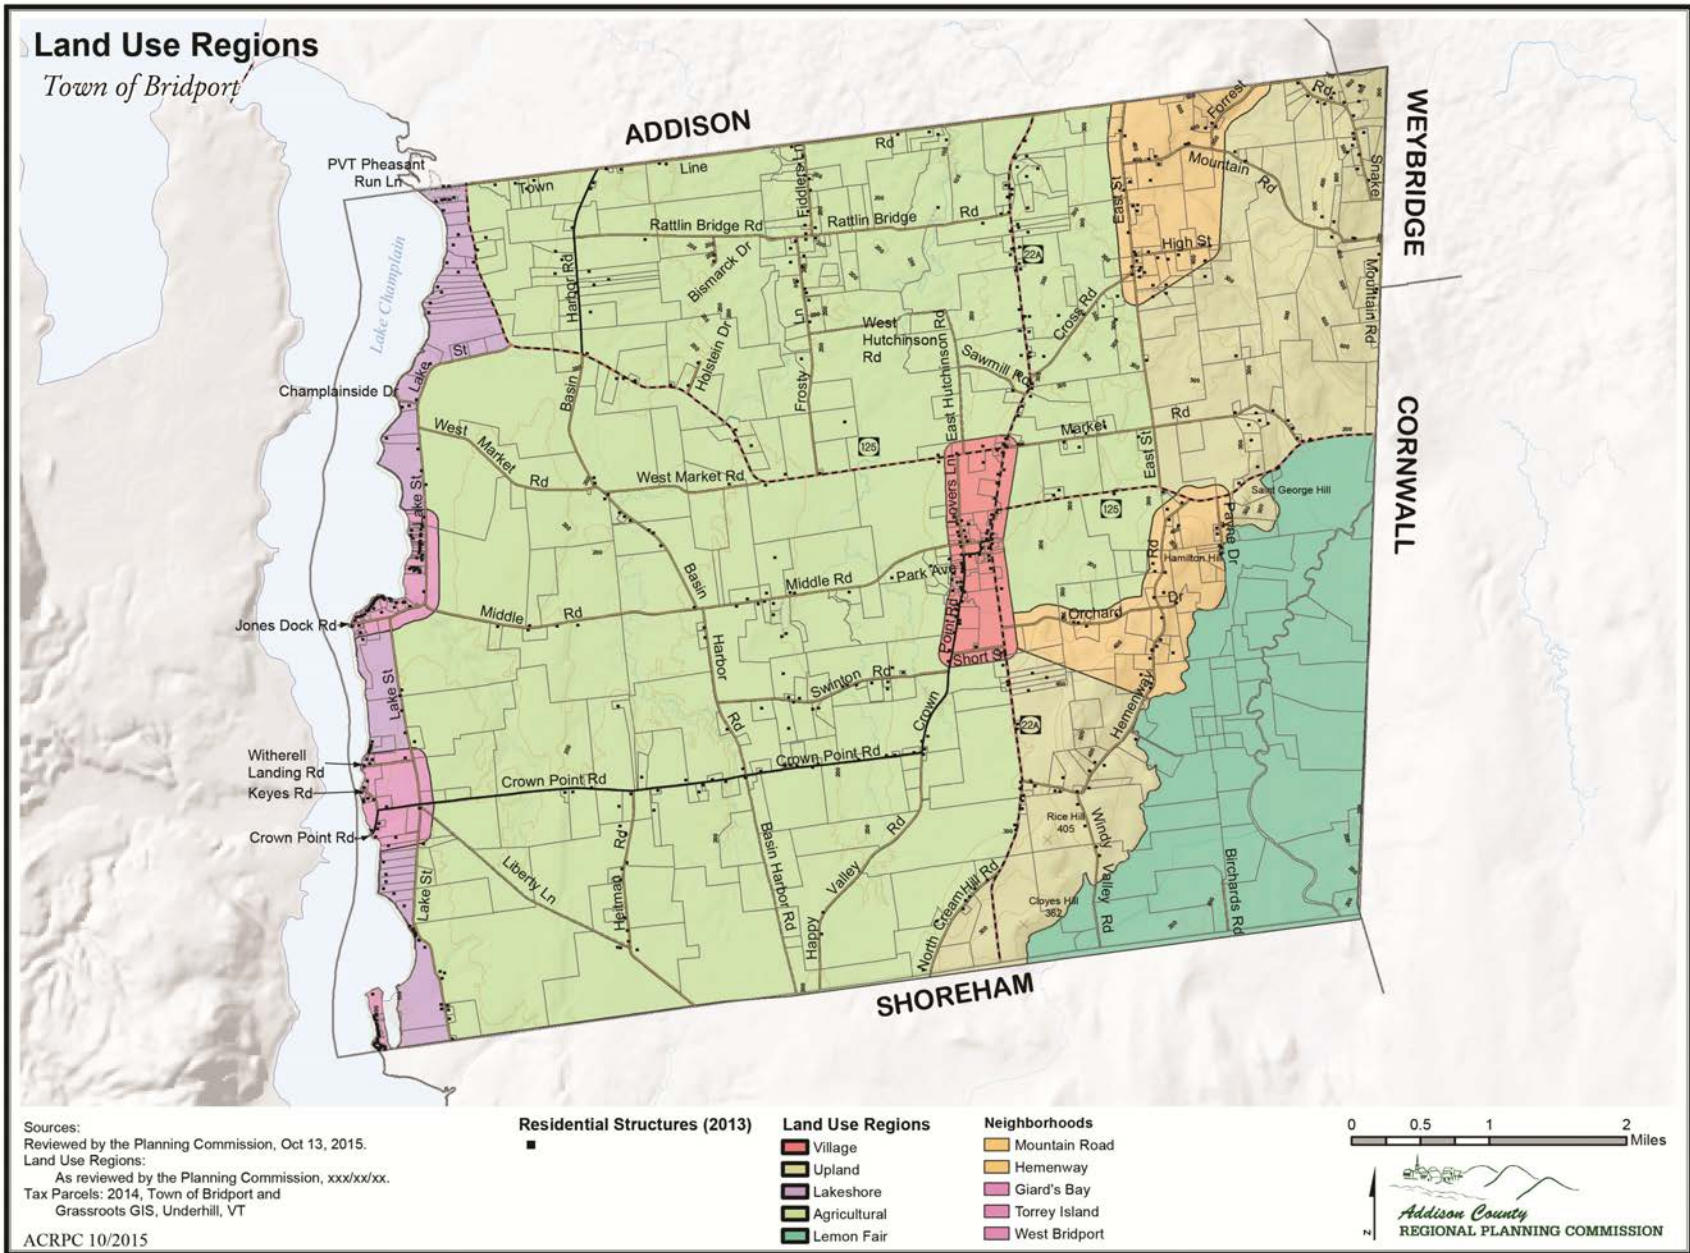 Land Use Regions
Town of Bridport
ADDISON
WEYBRIDGE
CORNWALL
SHOREHAM
Lake Champlain
PVT Pheasant
Run Ln
Town
Line
Rd
Fiddlers Ln
Rattlin Bridge Rd
Rattlin Bridge
Rd
Bismarck Dr
Harbor Rd
Holstein Dr
Basin
Frosty
Ln
West
Hutchinson
Rd
East Hutchinson Rd
Sawmill Rd
Cross Rd
22A
East St
Forrest
Rd
Mountain
Rd
High St
Snake
Mountain Rd
St
Lake
Champlainside Dr
West
Market
Rd
West Market Rd
125
Market
Rd
East St
125
Saint George Hill
Payne Dr
Hamilton Hill
Rd
Lake St
Lovers Ln
Middle Rd
Park Ave
Basin
Middle
Rd
Jones Dock Rd
Point Rd
Short St
Orchard
Dr
Harbor
Swinton Rd
Rd
Crown
22A
Hemenway
Lake St
Witherell
Landing Rd
Keyes Rd
Crown Point Rd
Crown Point Rd
Crown Point Rd
Rice Hill
405
Windy
Valley Rd
Birchards Rd
Cloyes Hill
362
Lake St
Liberty Ln
Heitman
Rd
Basin Harbor Rd
Happy
Valley
Rd
North Cream Hill Rd
Sources:
Reviewed by the Planning Commission, Oct 13, 2015.
Land Use Regions:
As reviewed by the Planning Commission, xxx/xx/xx.
Tax Parcels: 2014, Town of Bridport and
Grassroots GIS, Underhill, VT
ACRPC 10/2015
Residential Structures (2013)
Land Use Regions
Village
Upland
Lakeshore
Agricultural
Lemon Fair
Neighborhoods
Mountain Road
Hemenway
Giard's Bay
Torrey Island
West Bridport
0 0.5 1 2
Miles
N
Addison County
REGIONAL PLANNING COMMISSION